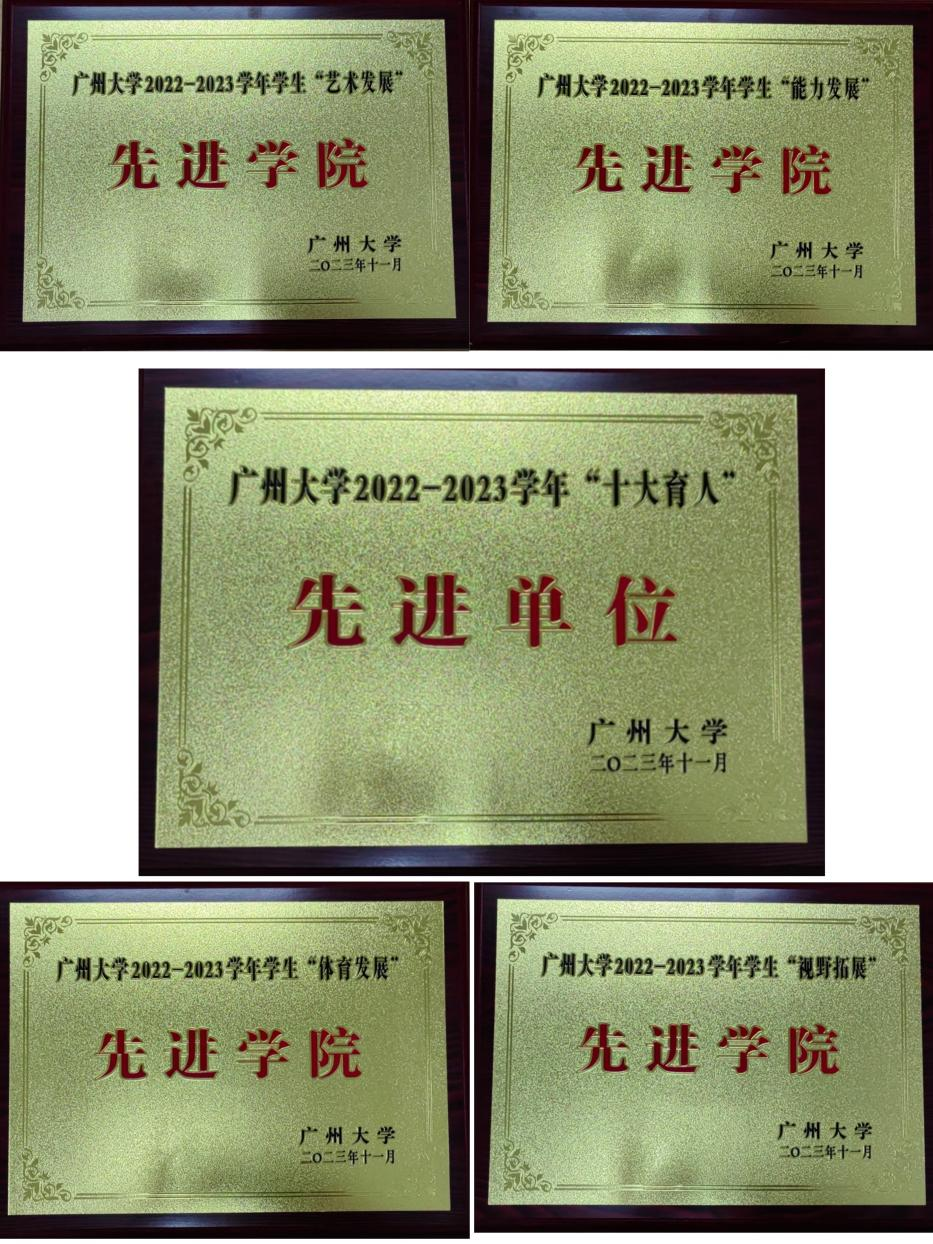 广州大学2022-2023学年学生“艺术发展”
先进学院
广州大学
二〇二三年十一月
广州大学2022-2023学年学生“能力发展”
先进学院
广州大学
二〇二三年十一月
广州大学2022-2023学年“十大育人”
先进单位
广州大学
二〇二三年十一月
广州大学2022-2023学年学生“体育发展”
先进学院
广州大学
二〇二三年十一月
广州大学2022-2023学年学生“视野拓展”
先进学院
广州大学
二〇二三年十一月